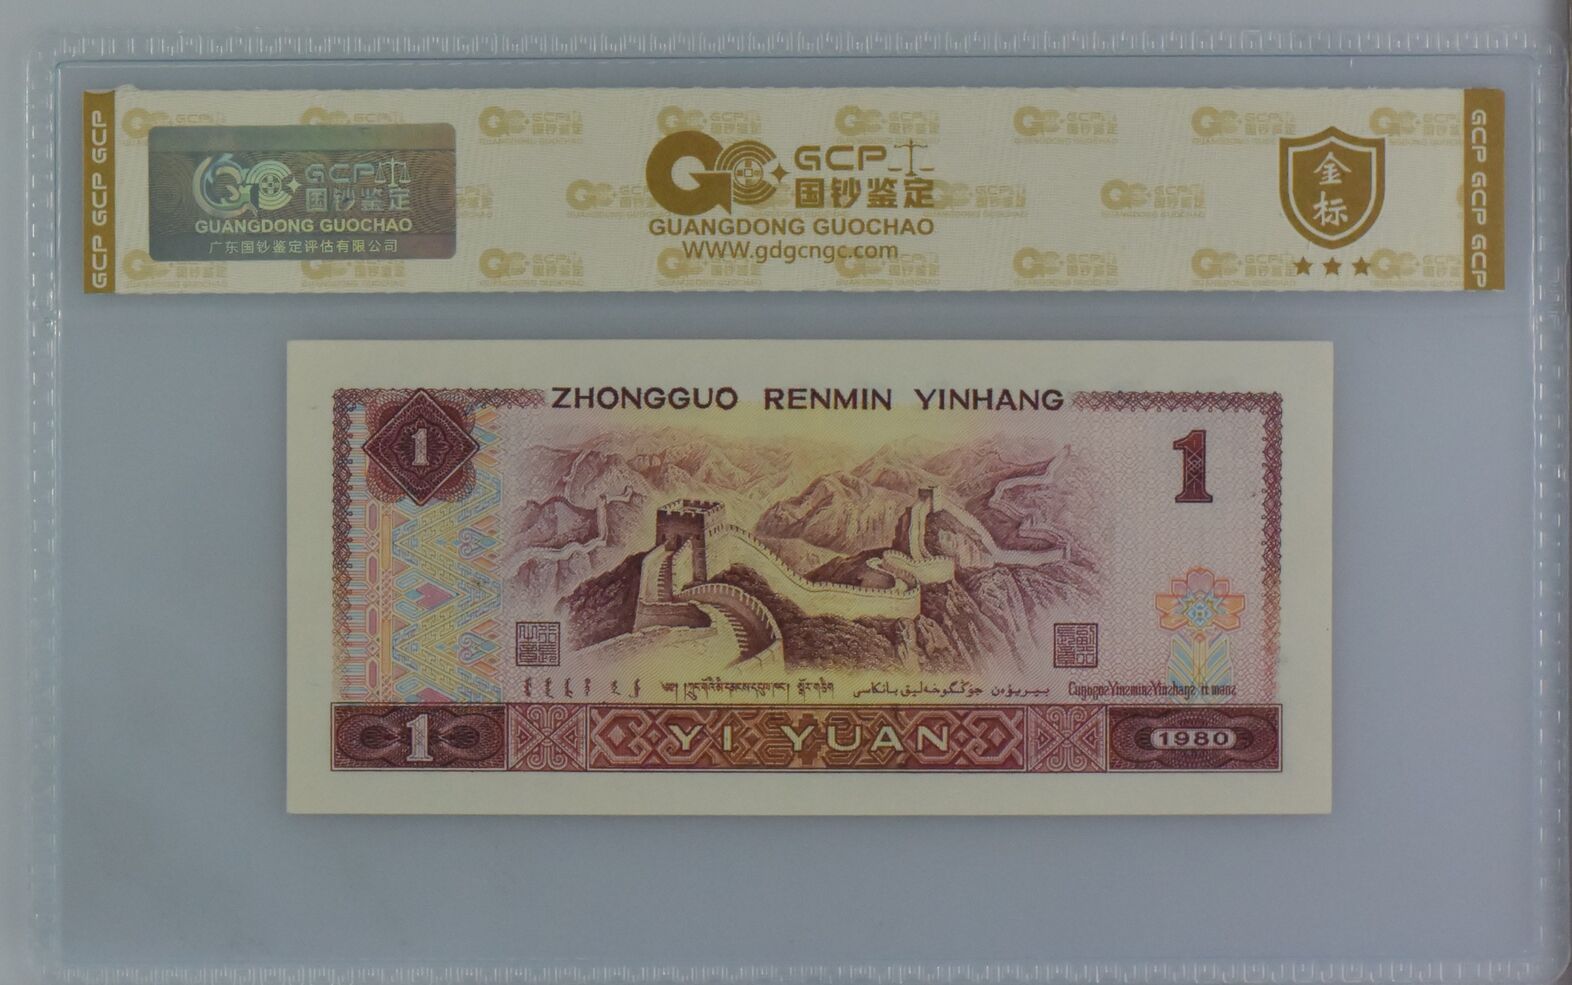 GCP GCP GCP
GCP
国钞鉴定
GUANGDONG GUOCHAO
广东国钞鉴定评估有限公司
GCP
国钞鉴定
GUANGDONG GUOCHAO
WWW.gdgcngc.com
金标
GCP GCP GCP
ZHONGGUO RENMIN YINHANG
1
1
1
YI YUAN
1980